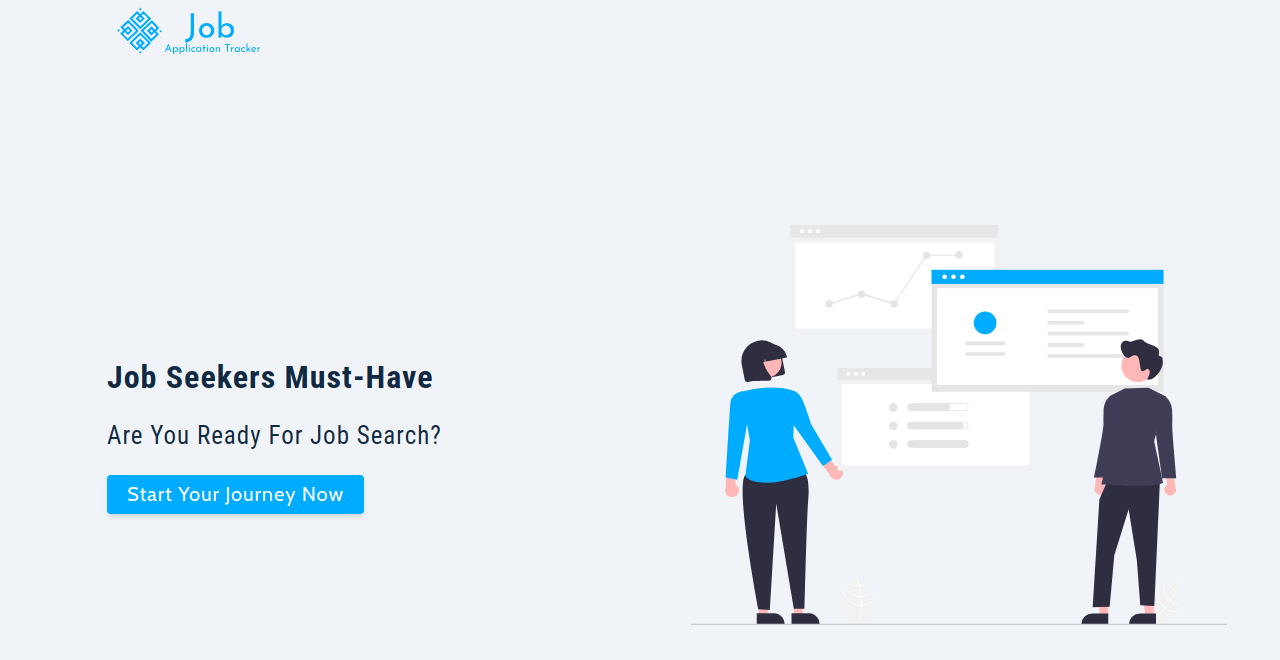 Job
Application Tracker
Job Seekers Must-Have
Are You Ready For Job Search?
Start Your Journey Now